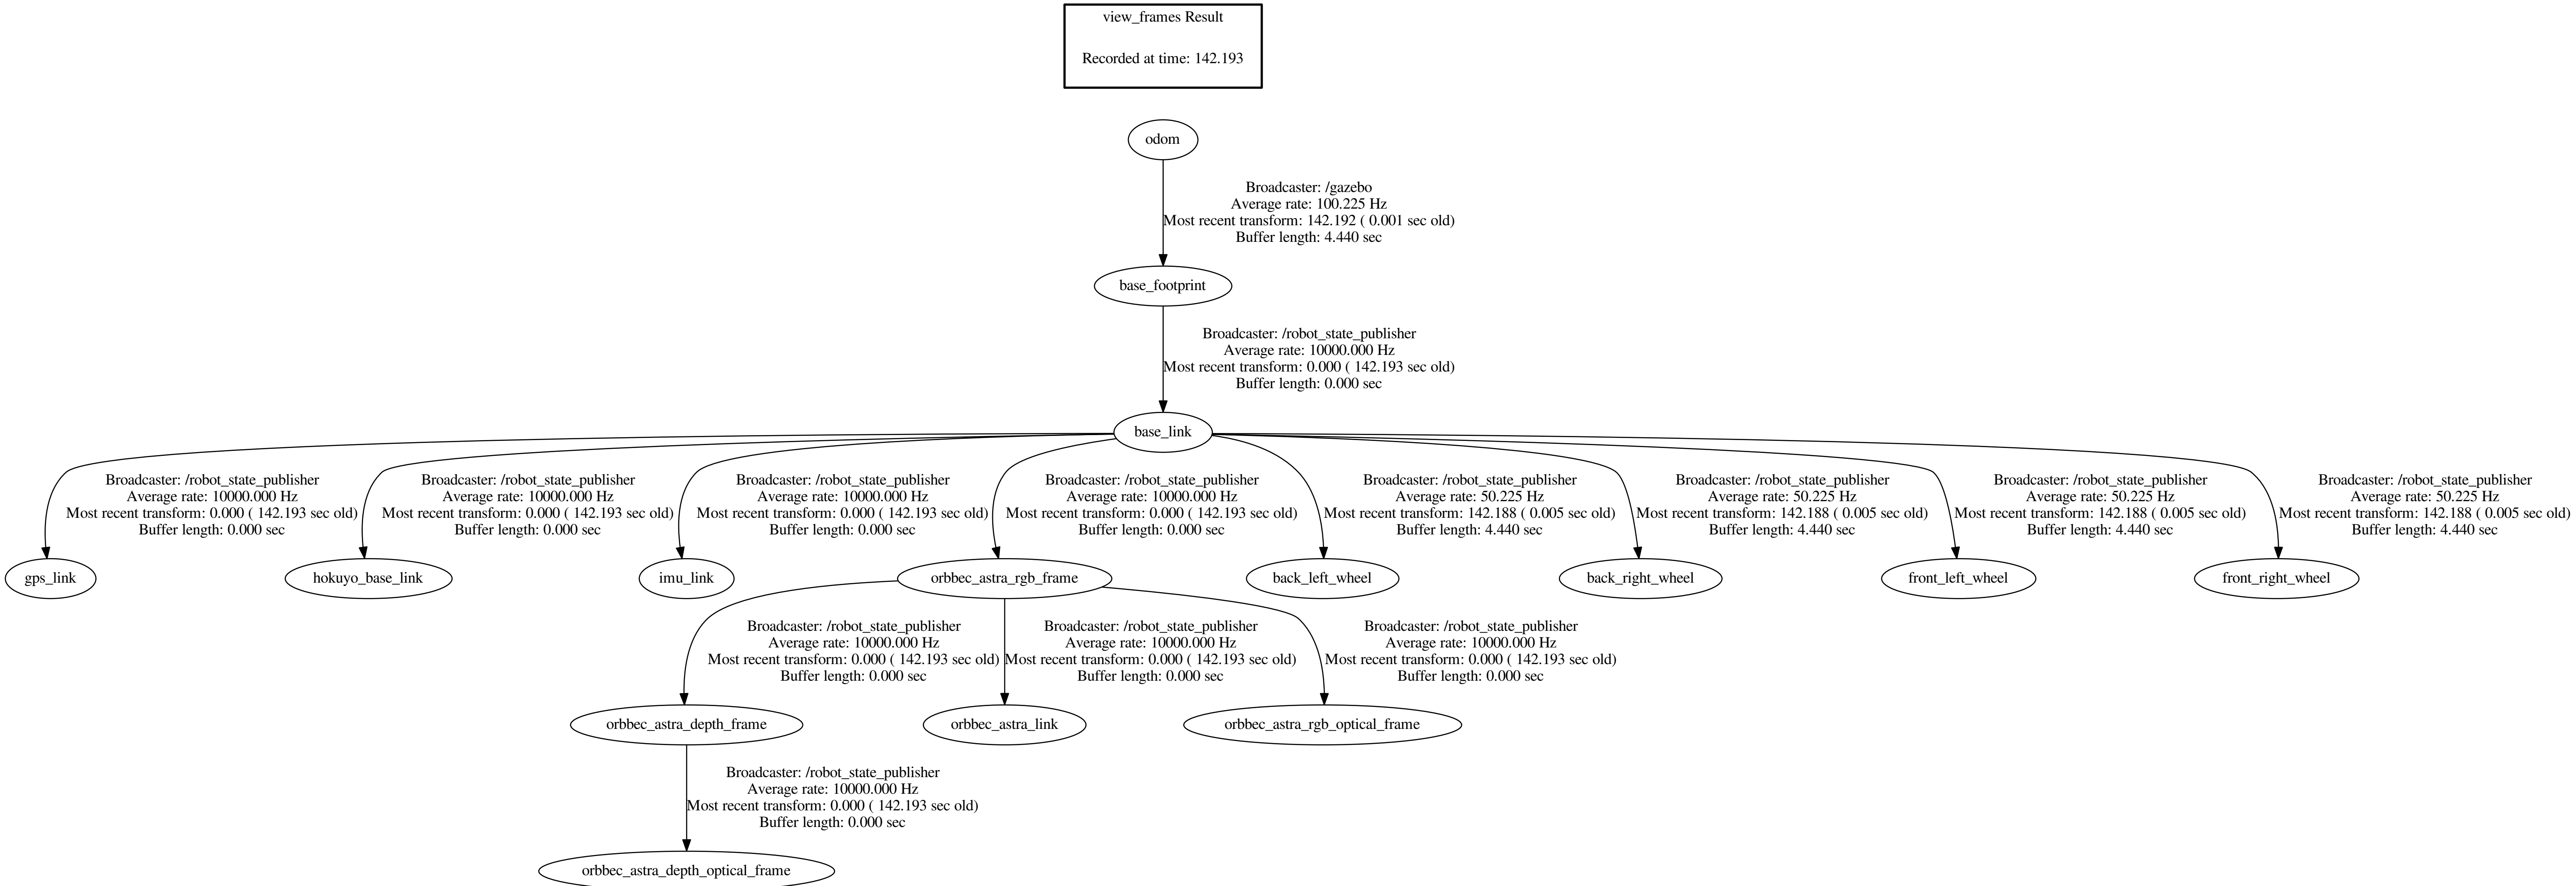 view_frames Result
Recorded at time: 142.193
odom
Broadcaster: /gazebo
Average rate: 100.225 Hz
Most recent transform: 142.192 ( 0.001 sec old)
Buffer length: 4.440 sec
base_footprint
Broadcaster: /robot_state_publisher
Average rate: 10000.000 Hz
Most recent transform: 0.000 ( 142.193 sec old)
Buffer length: 0.000 sec
base_link
Broadcaster: /robot_state_publisher
Average rate: 10000.000 Hz
Most recent transform: 0.000 ( 142.193 sec old)
Buffer length: 0.000 sec
Broadcaster: /robot_state_publisher
Average rate: 10000.000 Hz
Most recent transform: 0.000 ( 142.193 sec old)
Buffer length: 0.000 sec
Broadcaster: /robot_state_publisher
Average rate: 10000.000 Hz
Most recent transform: 0.000 ( 142.193 sec old)
Buffer length: 0.000 sec
Broadcaster: /robot_state_publisher
Average rate: 10000.000 Hz
Most recent transform: 0.000 ( 142.193 sec old)
Buffer length: 0.000 sec
Broadcaster: /robot_state_publisher
Average rate: 50.225 Hz
Most recent transform: 142.188 ( 0.005 sec old)
Buffer length: 4.440 sec
Broadcaster: /robot_state_publisher
Average rate: 50.225 Hz
Most recent transform: 142.188 ( 0.005 sec old)
Buffer length: 4.440 sec
Broadcaster: /robot_state_publisher
Average rate: 50.225 Hz
Most recent transform: 142.188 ( 0.005 sec old)
Buffer length: 4.440 sec
Broadcaster: /robot_state_publisher
Average rate: 50.225 Hz
Most recent transform: 142.188 ( 0.005 sec old)
Buffer length: 4.440 sec
gps_link
hokuyo_base_link
imu_link
orbbec_astra_rgb_frame
back_left_wheel
back_right_wheel
front_left_wheel
front_right_wheel
Broadcaster: /robot_state_publisher
Average rate: 10000.000 Hz
Most recent transform: 0.000 ( 142.193 sec old)
Buffer length: 0.000 sec
Broadcaster: /robot_state_publisher
Average rate: 10000.000 Hz
Most recent transform: 0.000 ( 142.193 sec old)
Buffer length: 0.000 sec
Broadcaster: /robot_state_publisher
Average rate: 10000.000 Hz
Most recent transform: 0.000 ( 142.193 sec old)
Buffer length: 0.000 sec
orbbec_astra_depth_frame
orbbec_astra_link
orbbec_astra_rgb_optical_frame
Broadcaster: /robot_state_publisher
Average rate: 10000.000 Hz
Most recent transform: 0.000 ( 142.193 sec old)
Buffer length: 0.000 sec
orbbec_astra_depth_optical_frame